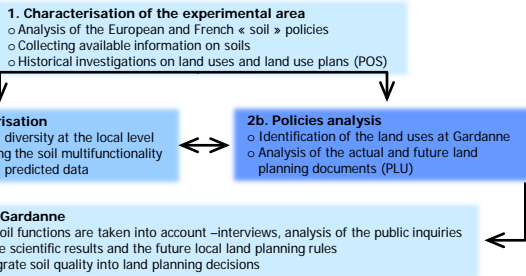 1. Characterisation of the experimental area
o Analysis of the European and French « soil » policies
o Collecting available information on soils
o Historical investigations on land uses and land use plans (POS)
risation
diversity at the local level
ng the soil multifunctionality
predicted data
2b. Policies analysis
o Identification of the land uses at Gardanne
o Analysis of the actual and future land
planning documents (PLU)
Gardanne
oil functions are taken into account –interviews, analysis of the public inquiries
e scientific results and the future local land planning rules
grate soil quality into land planning decisions